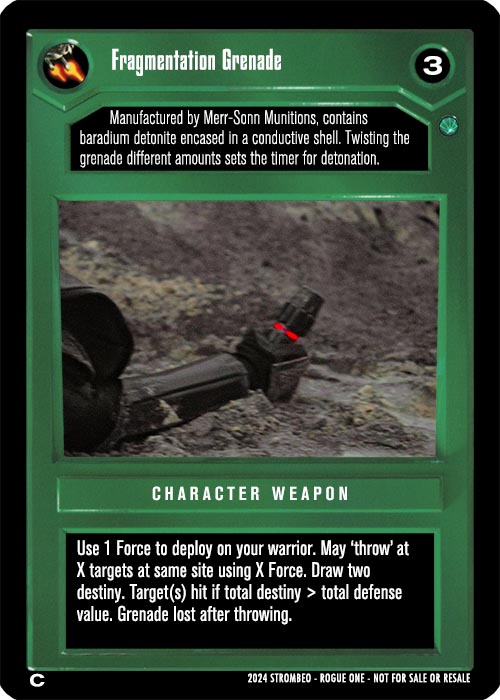 Fragmentation Grenade
3
Manufactured by Merr-Sonn Munitions, contains
baradium detonite encased in a conductive shell. Twisting the
grenade different amounts sets the timer for detonation.
CHARACTER WEAPON
Use 1 Force to deploy on your warrior. May ‘throw’ at
X targets at same site using X Force. Draw two
destiny. Target(s) hit if total destiny > total defense
value. Grenade lost after throwing.
C
2024 STROMBEO - ROGUE ONE - NOT FOR SALE OR RESALE